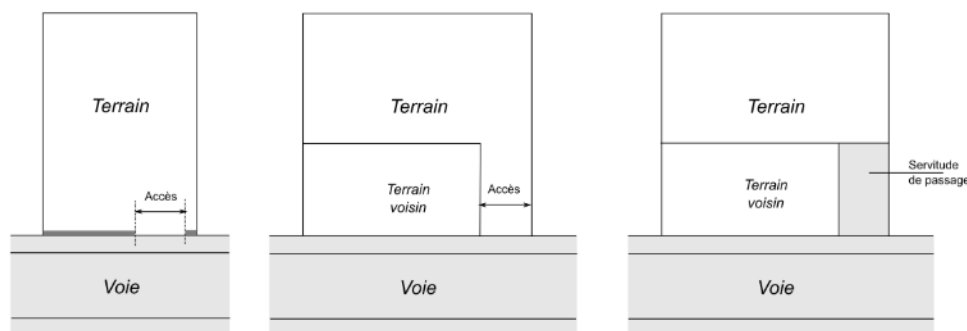 Terrain
Accès
Voie
Terrain
Terrain
voisin
Accès
Voie
Terrain
Terrain
voisin
Servitude
de passage
Voie